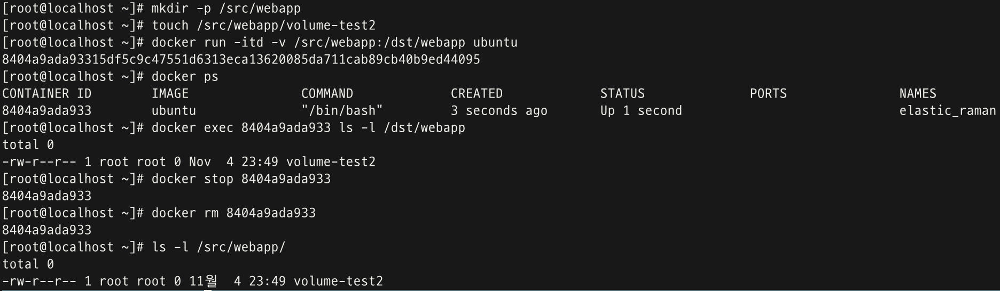 [root@localhost ~]# mkdir -p /src/webapp
[root@localhost ~]# touch /src/webapp/volume-test2
[root@localhost ~]# docker run -itd -v /src/webapp:/dst/webapp ubuntu
8404a9ada93315df5c9c47551d6313eca13620085da711cab89cb40b9ed44095
[root@localhost ~]# docker ps
CONTAINER ID        IMAGE               COMMAND             CREATED             STATUS              PORTS               NAMES
8404a9ada933        ubuntu              "/bin/bash"         3 seconds ago       Up 1 second                             elastic_raman
[root@localhost ~]# docker exec 8404a9ada933 ls -l /dst/webapp
total 0
-rw-r--r-- 1 root root 0 Nov  4 23:49 volume-test2
[root@localhost ~]# docker stop 8404a9ada933
8404a9ada933
[root@localhost ~]# docker rm 8404a9ada933
8404a9ada933
[root@localhost ~]# ls -l /src/webapp/
total 0
-rw-r--r-- 1 root root 0 11월  4 23:49 volume-test2